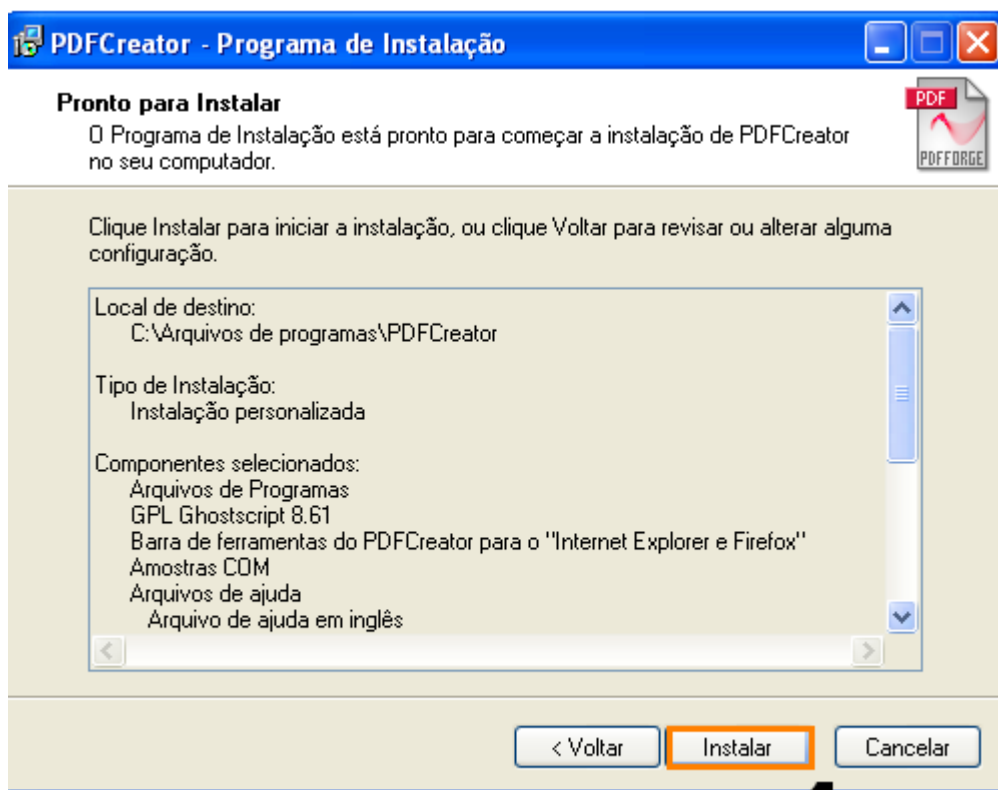 PDFCreator - Programa de Instalação
Pronto para Instalar
O Programa de Instalação está pronto para começar a instalação de PDFCreator
no seu computador.
PDF
PDFFORGE
Clique Instalar para iniciar a instalação, ou clique Voltar para revisar ou alterar alguma
configuração.
Local de destino:
C:\Arquivos de programas\PDFCreator
Tipo de Instalação:
Instalação personalizada
Componentes selecionados:
Arquivos de Programas
GPL Ghostscript 8.61
Barra de ferramentas do PDFCreator para o "Internet Explorer e Firefox"
Amostras COM
Arquivos de ajuda
Arquivo de ajuda em inglês
< Voltar
Instalar
Cancelar